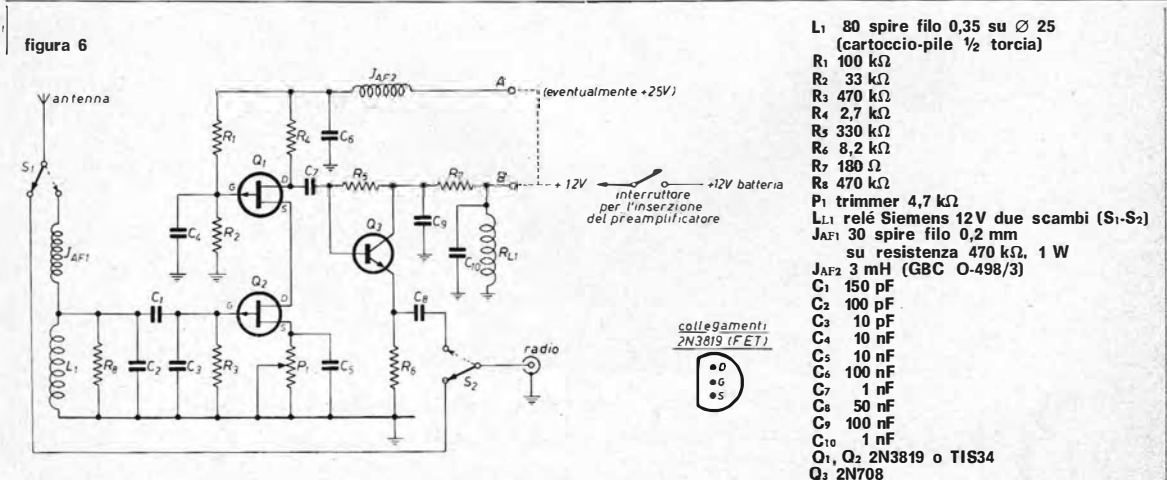 figura 6
antenna
S1
JAF1
L1
R8
C2
C1
C3
R3
C4
R1
R2
Q1
G
D
S
Q2
G
D
S
P1
C5
R4
C6
JAF2
A
(eventualmente +25V)
C7
R5
Q3
C9
R7
B
+ 12V
+12V batteria
interruttore
per l'inserzione
del preamplificatore
C10
RL1
C8
R6
S2
radio
collegamenti
2N3819 (FET)
D
G
S
L1 80 spire filo 0,35 su Ø 25
(cartoccio-pile ½ torcia)
R1 100 kΩ
R2 33 kΩ
R3 470 kΩ
R4 2,7 kΩ
R5 330 kΩ
R6 8,2 kΩ
R7 180 Ω
R8 470 kΩ
P1 trimmer 4,7 kΩ
LL1 relé Siemens 12 V due scambi (S1-S2)
JAF1 30 spire filo 0,2 mm
su resistenza 470 kΩ, 1 W
JAF2 3 mH (GBC O-498/3)
C1 150 pF
C2 100 pF
C3 10 pF
C4 10 nF
C5 10 nF
C6 100 nF
C7 1 nF
C8 50 nF
C9 100 nF
C10 1 nF
Q1, Q2 2N3819 o TIS34
Q3 2N708